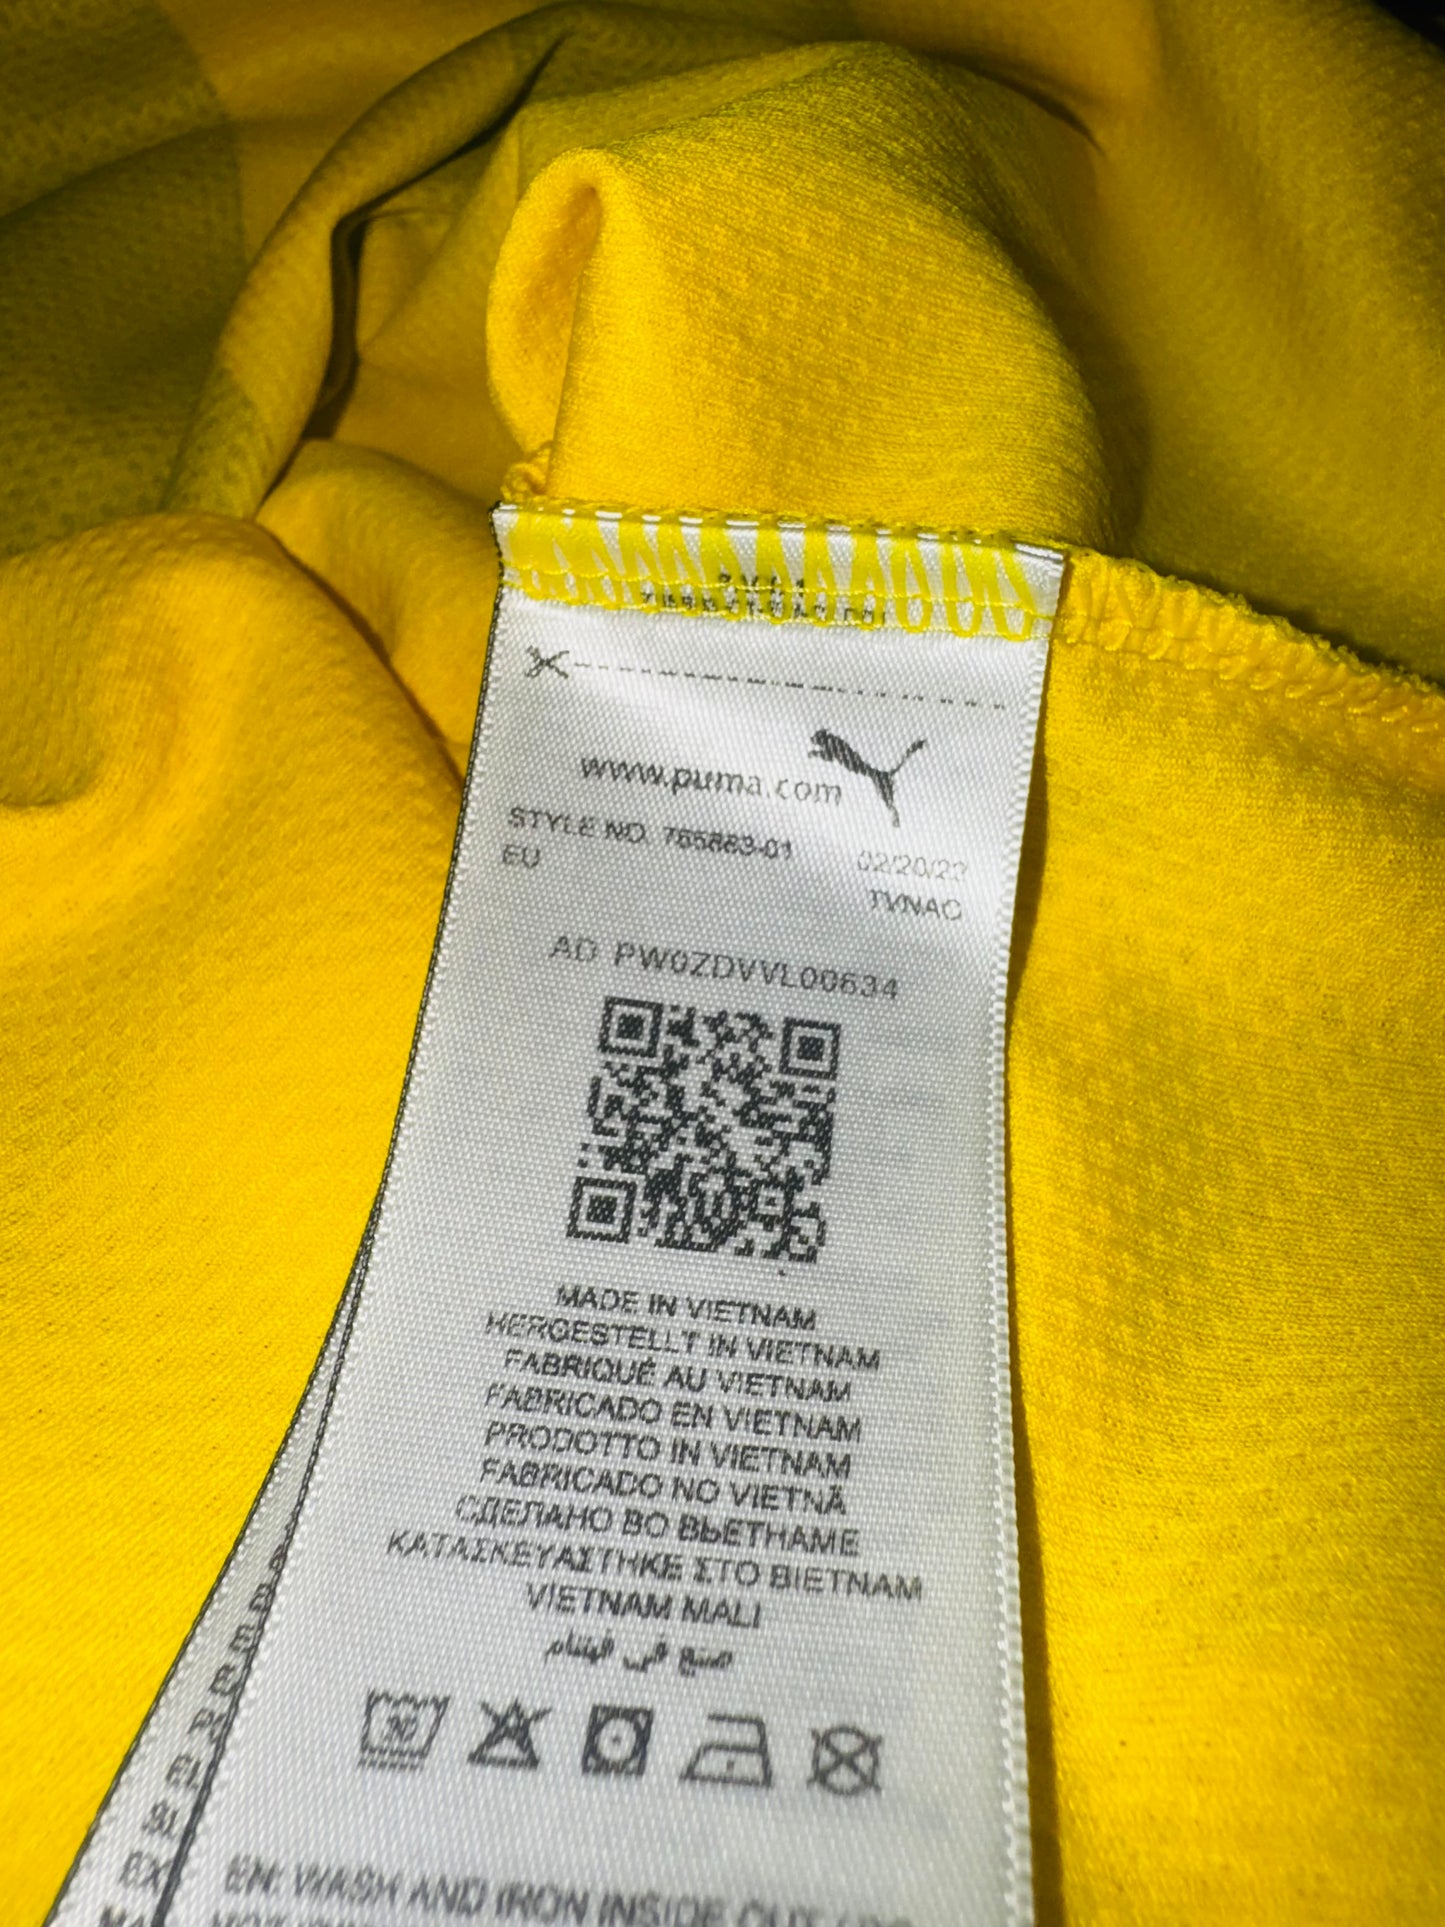 www.puma.com
STYLE NO. 765883-01 02/20/22
EU TVNAC
AD PW0ZDVVL00634
MADE IN VIETNAM
HERGESTELLT IN VIETNAM
FABRIQUÉ AU VIETNAM
FABRICADO EN VIETNAM
PRODOTTO IN VIETNAM
FABRICADO NO VIETNÃ
СДЕЛАНО ВО ВЬЕТНАМЕ
ΚΑΤΑΣΚΕΥΑΣΤΗΚΕ ΣΤΟ ΒΙΕΤΝΑΜ
VIETNAM MALI
صنع في فيتنام
30
EN: WASH AND IRON INSIDE OUT